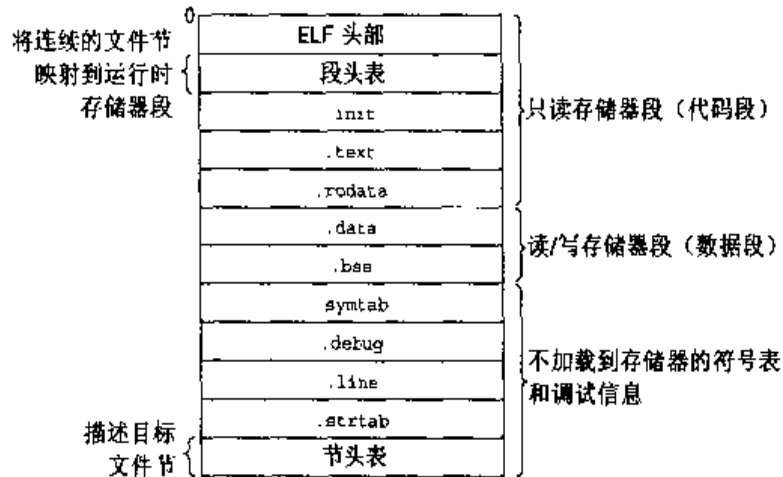 0
将连续的文件节
映射到运行时
存储器段
ELF 头部
段头表
init
.text
.rodata
只读存储器段（代码段）
.data
.bss
读/写存储器段（数据段）
symtab
.debug
.line
.strtab
不加载到存储器的符号表
和调试信息
描述目标
文件节
节头表